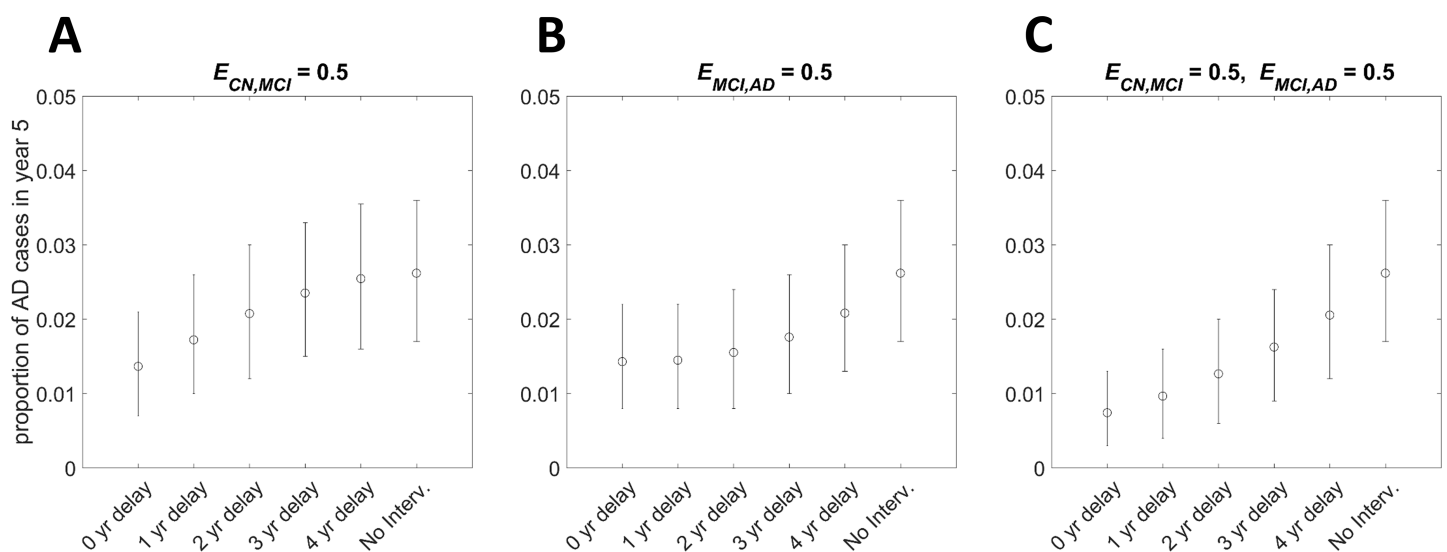 A
E CN,MCI = 0.5
proportion of AD cases in year 5
0.05
0.04
0.03
0.02
0.01
0
0 yr delay
1 yr delay
2 yr delay
3 yr delay
4 yr delay
No Interv.
B
E MCI,AD = 0.5
0.05
0.04
0.03
0.02
0.01
0
0 yr delay
1 yr delay
2 yr delay
3 yr delay
4 yr delay
No Interv.
C
E CN,MCI = 0.5, E MCI,AD = 0.5
0.05
0.04
0.03
0.02
0.01
0
0 yr delay
1 yr delay
2 yr delay
3 yr delay
4 yr delay
No Interv.